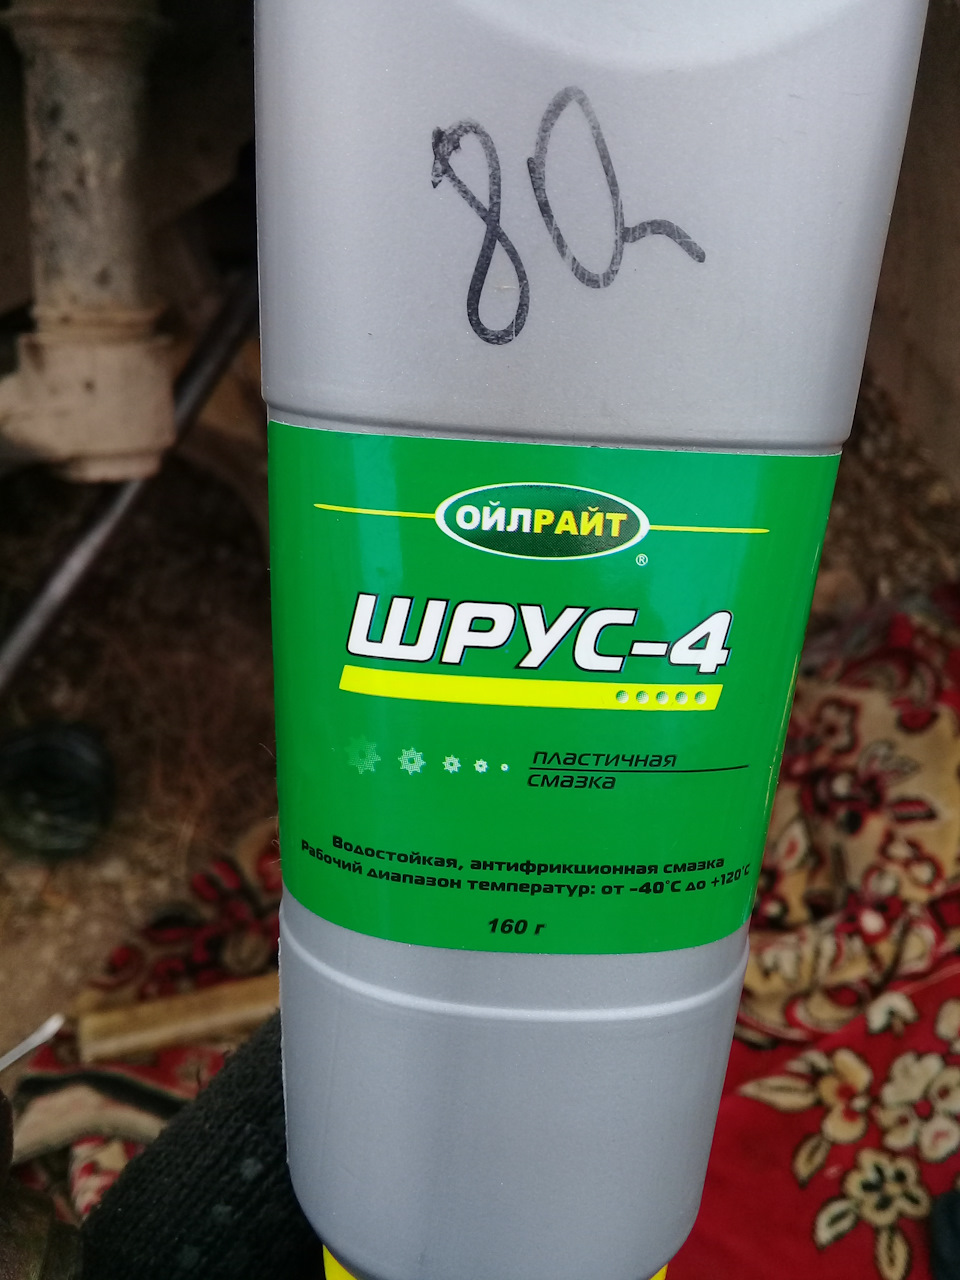 80
ОЙЛРАЙТ
®
ШРУС-4
пластичная
смазка
Водостойкая, антифрикционная смазка
Рабочий диапазон температур: от -40°С до +120°С
160 г